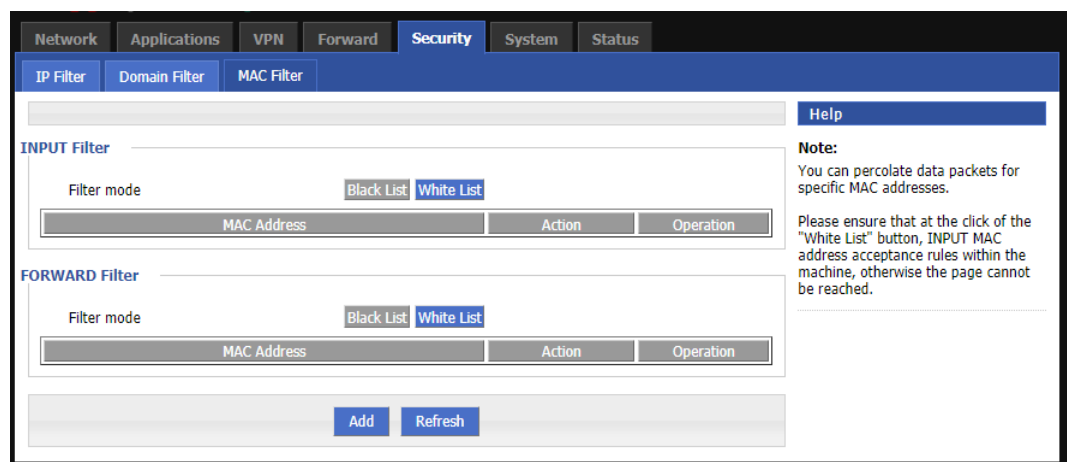 Network Applications VPN Forward Security System Status
IP Filter Domain Filter MAC Filter
INPUT Filter
Filter mode Black List White List
MAC Address Action Operation
FORWARD Filter
Filter mode Black List White List
MAC Address Action Operation
Add Refresh
Help
Note:
You can percolate data packets for
specific MAC addresses.
Please ensure that at the click of the
"White List" button, INPUT MAC
address acceptance rules within the
machine, otherwise the page cannot
be reached.